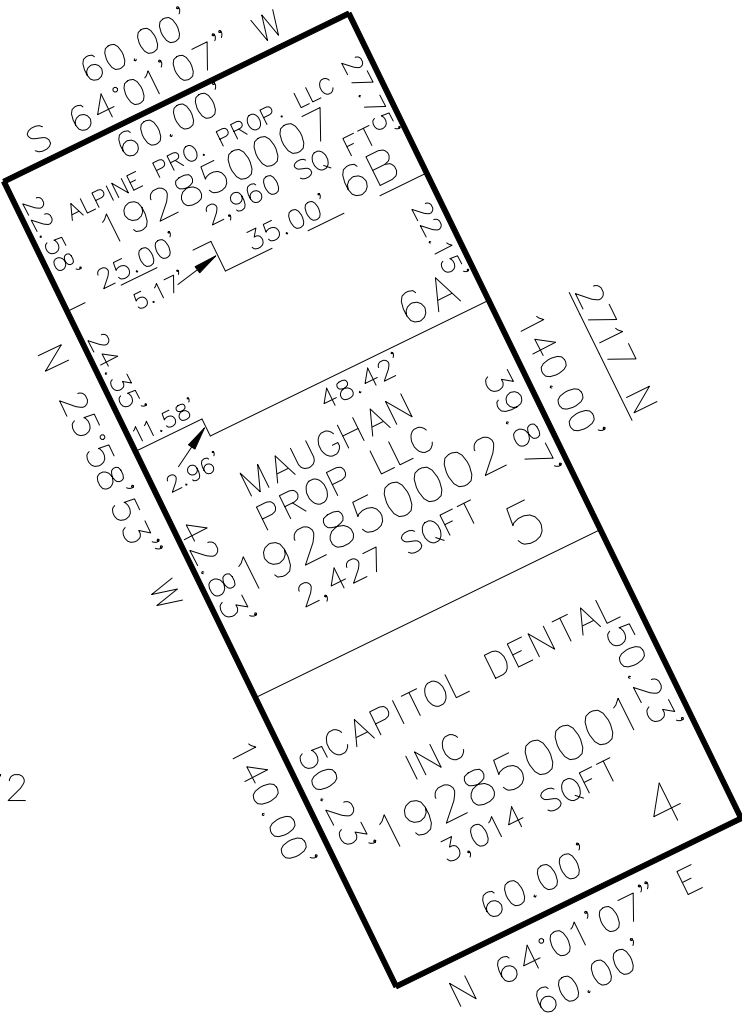 60.00'
S 64°01'07" W
60.00'
27.75'
ALPINE PRO. PROP. LLC
192850007
2,960 SQ FT
6B
22.58'
25.00'
35.00'
5.17'
22.15'
6A
N 25°58'53" W
24.35'
11.58'
48.42'
2.96'
140.00'
2717 N
39.87'
MAUGHAN
PROP LLC
192850002
2,427 SQFT
5
42.83'
CAPITOL DENTAL
INC
192850001
3,014 SQFT
4
50.23'
50.23'
140.00'
60.00'
N 64°01'07" E
60.00'
2